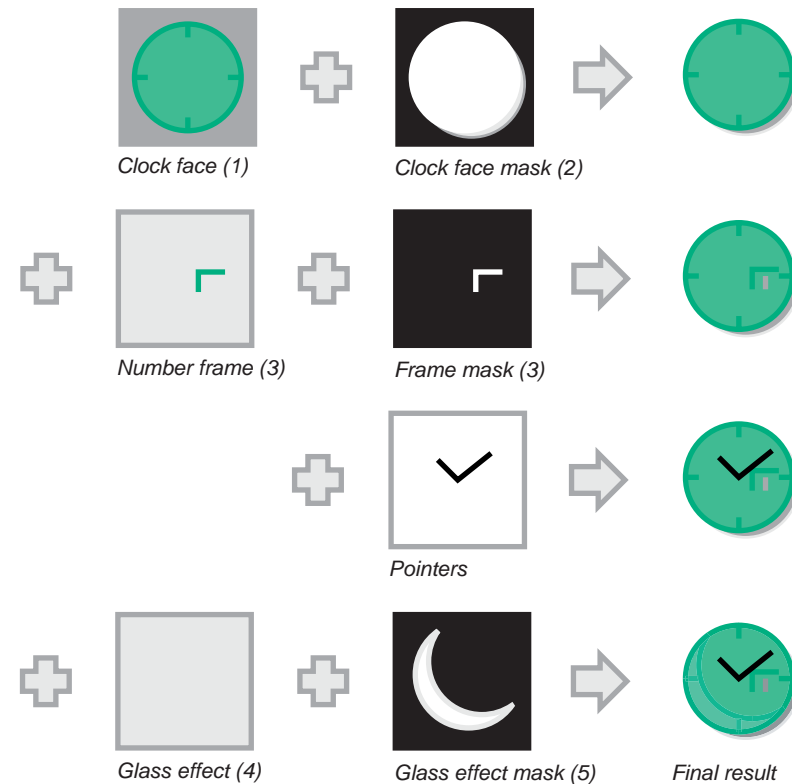 Clock face (1)
Clock face mask (2)
Number frame (3)
Frame mask (3)
Pointers
Glass effect (4)
Glass effect mask (5)
Final result